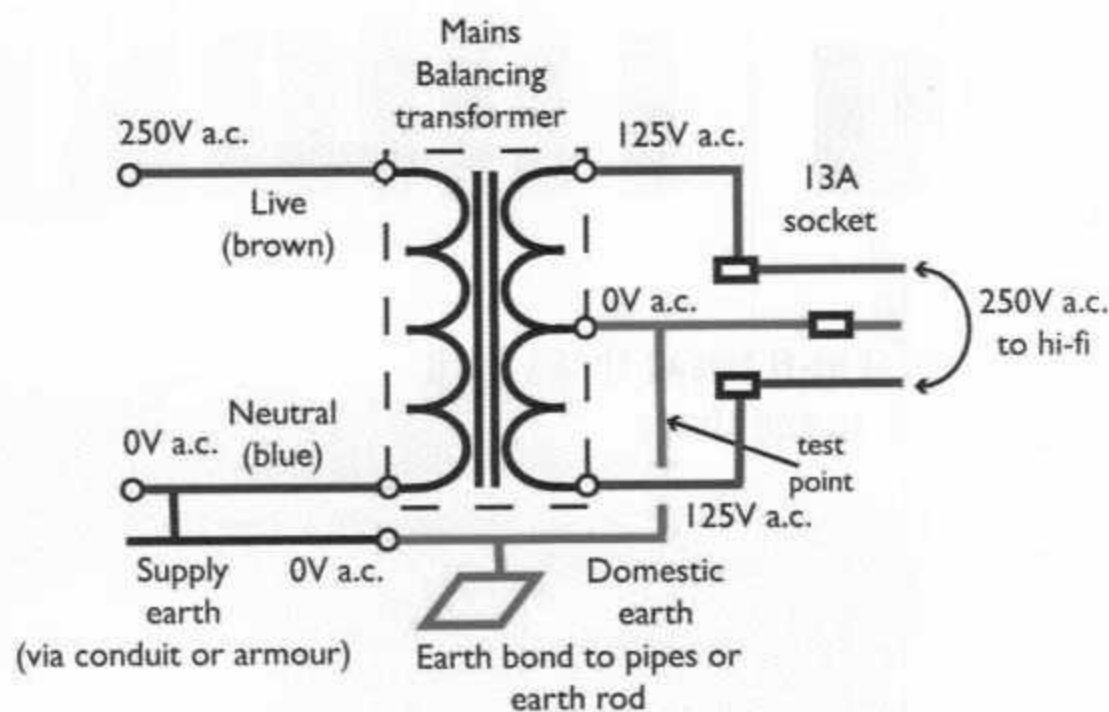 Mains
Balancing
transformer
250V a.c.
125V a.c.
13A
socket
Live
(brown)
0V a.c.
250V a.c.
to hi-fi
Neutral
(blue)
0V a.c.
test
point
125V a.c.
Supply
earth
(via conduit or armour)
0V a.c.
Domestic
earth
Earth bond to pipes or
earth rod